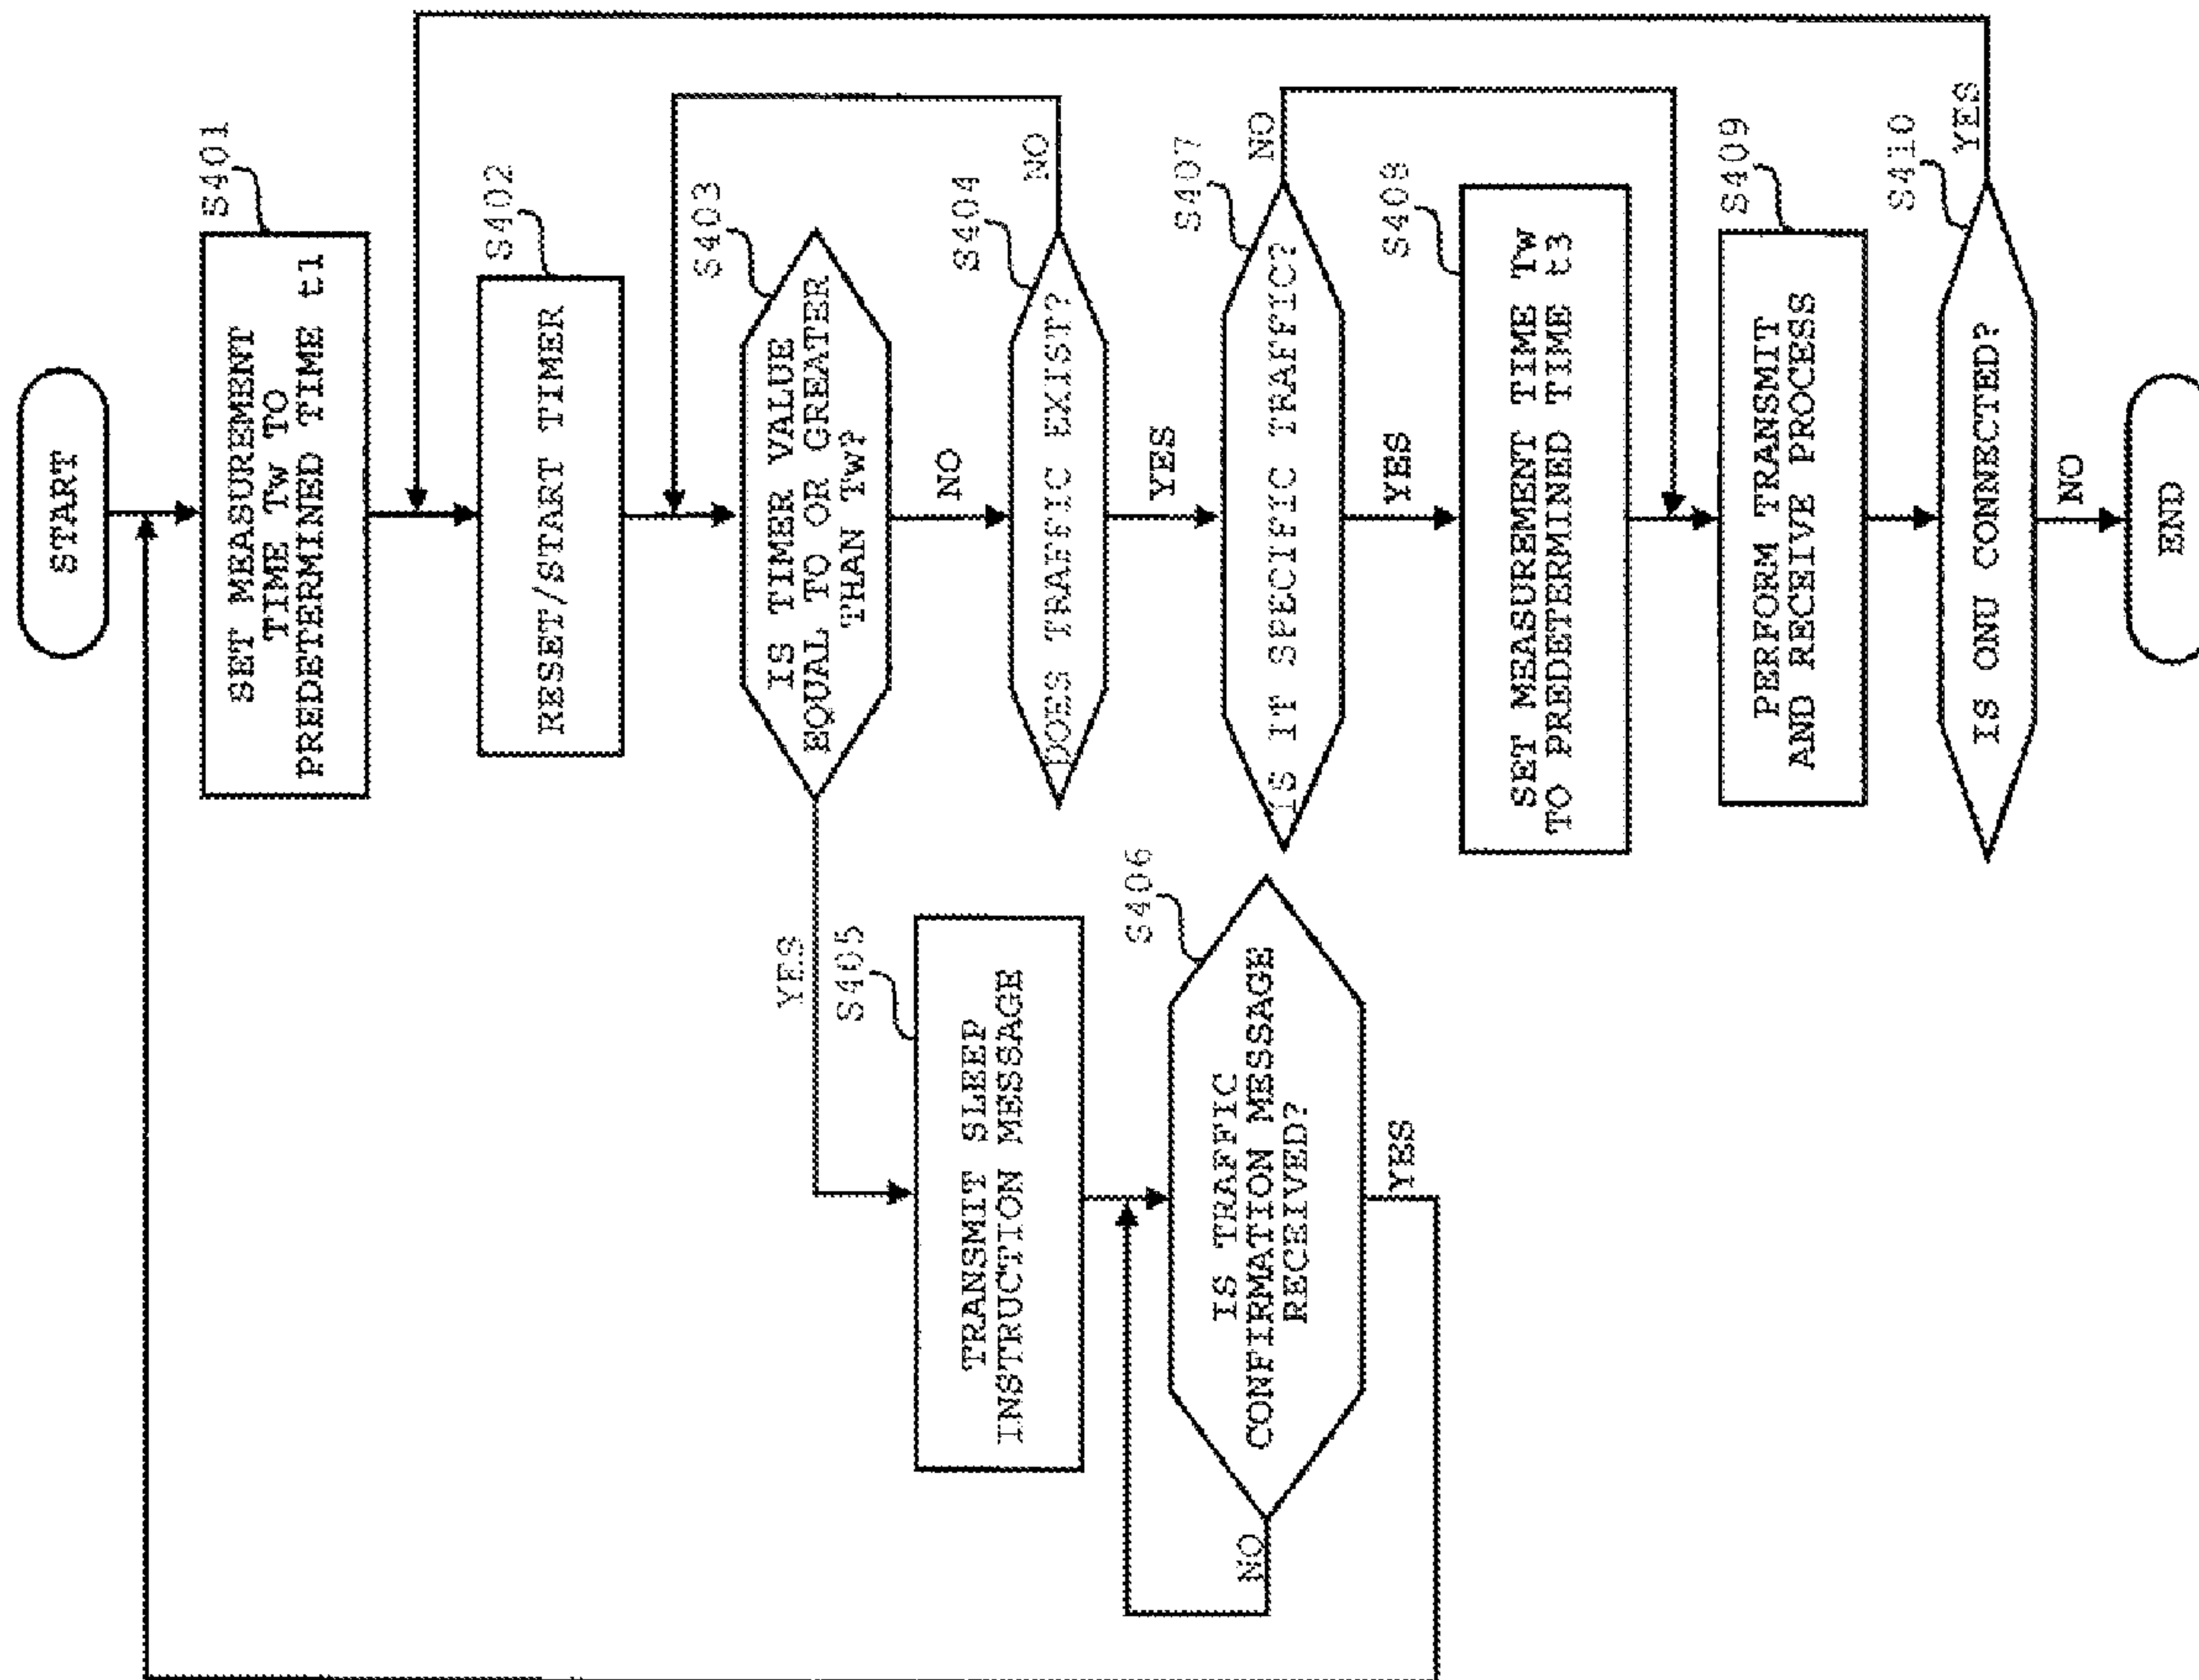 START
S401
SET MEASUREMENT
TIME Tw TO
PREDETERMINED TIME t1
S402
RESET/START TIMER
S403
IS TIMER VALUE
EQUAL TO OR GREATER
THAN Tw?
YES
NO
S404
DOES TRAFFIC EXIST?
NO
YES
S405
TRANSMIT SLEEP
INSTRUCTION MESSAGE
S406
IS TRAFFIC
CONFIRMATION MESSAGE
RECEIVED?
NO
YES
S407
IS IT SPECIFIC TRAFFIC?
NO
YES
S408
SET MEASUREMENT TIME Tw
TO PREDETERMINED TIME t3
S409
PERFORM TRANSMIT
AND RECEIVE PROCESS
S410
IS ONU CONNECTED?
YES
NO
END